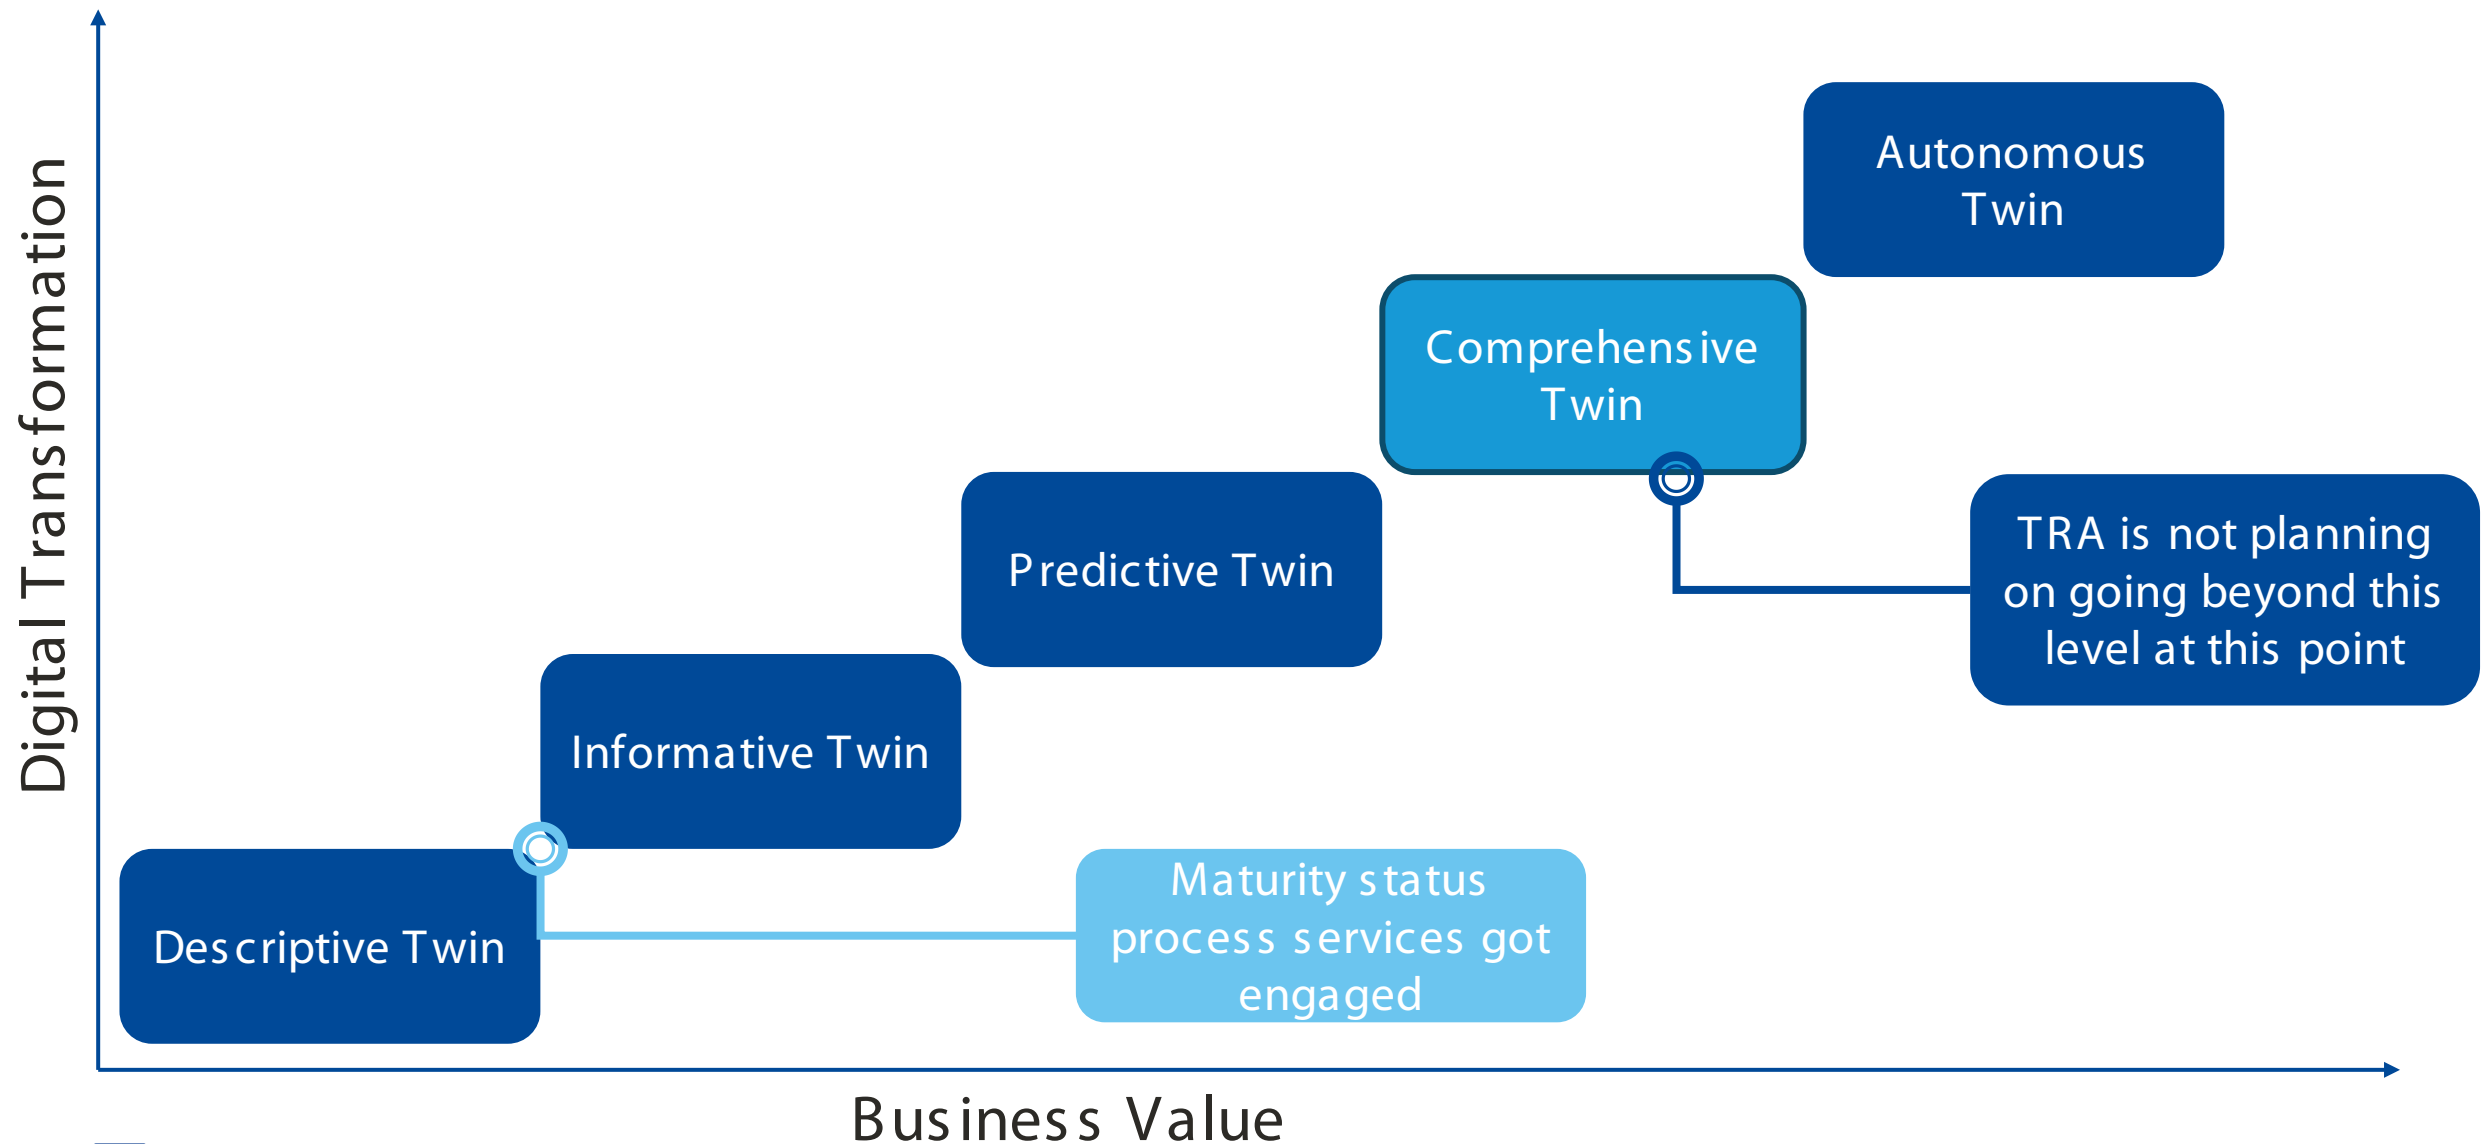 Digital Transformation
Autonomous
Twin
Comprehensive
Twin
Predictive Twin
TRA is not planning
on going beyond this
level at this point
Informative Twin
Descriptive Twin
Maturity status
process services got
engaged
Business Value